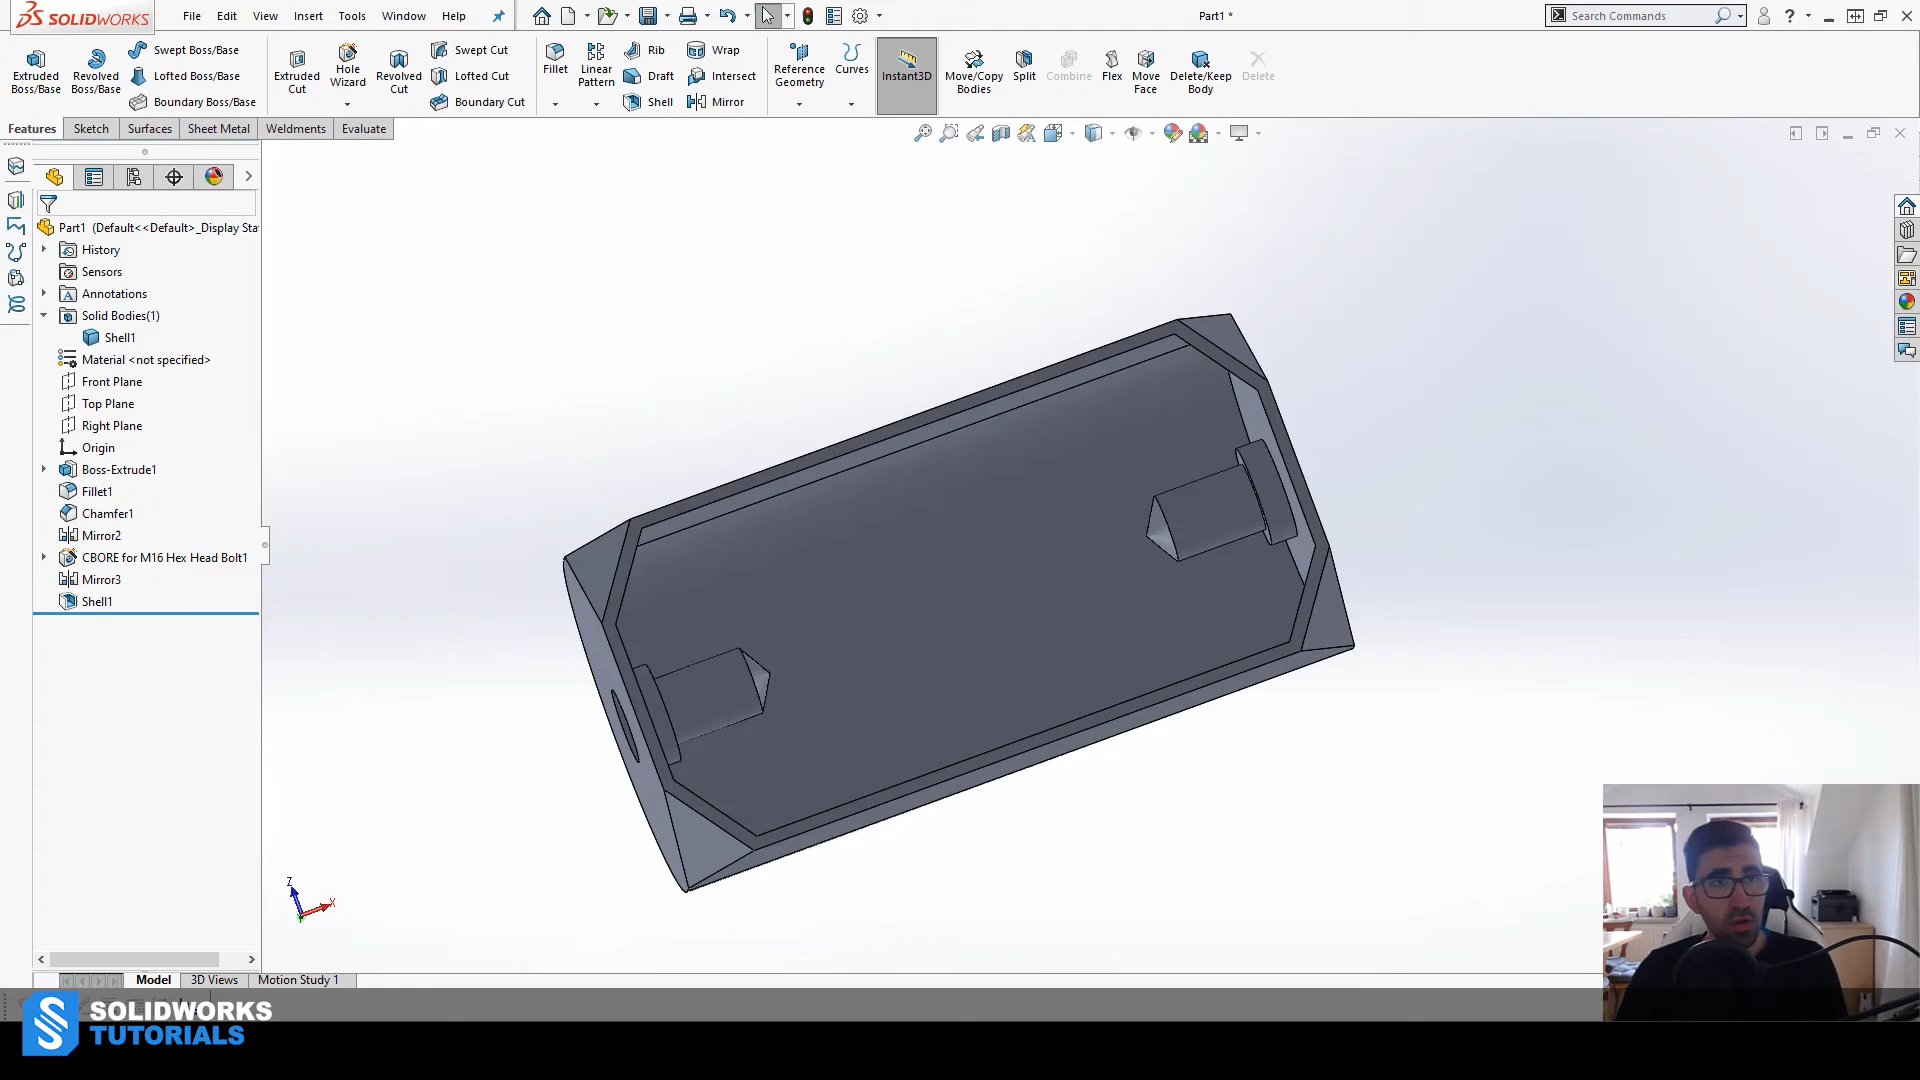 SOLIDWORKS
File Edit View Insert Tools Window Help
Part1 *
Search Commands
Extruded Boss/Base
Revolved Boss/Base
Swept Boss/Base
Lofted Boss/Base
Boundary Boss/Base
Extruded Cut
Hole Wizard
Revolved Cut
Swept Cut
Lofted Cut
Boundary Cut
Fillet
Linear Pattern
Rib
Draft
Shell
Wrap
Intersect
Mirror
Reference Geometry
Curves
Instant3D
Move/Copy Bodies
Split
Combine
Flex
Move Face
Delete/Keep Body
Delete
Features Sketch Surfaces Sheet Metal Weldments Evaluate
Part1 (Default<<Default>_Display Sta
History
Sensors
Annotations
Solid Bodies(1)
Shell1
Material <not specified>
Front Plane
Top Plane
Right Plane
Origin
Boss-Extrude1
Fillet1
Chamfer1
Mirror2
CBORE for M16 Hex Head Bolt1
Mirror3
Shell1
Z
X
Model 3D Views Motion Study 1
SOLIDWORKS
TUTORIALS